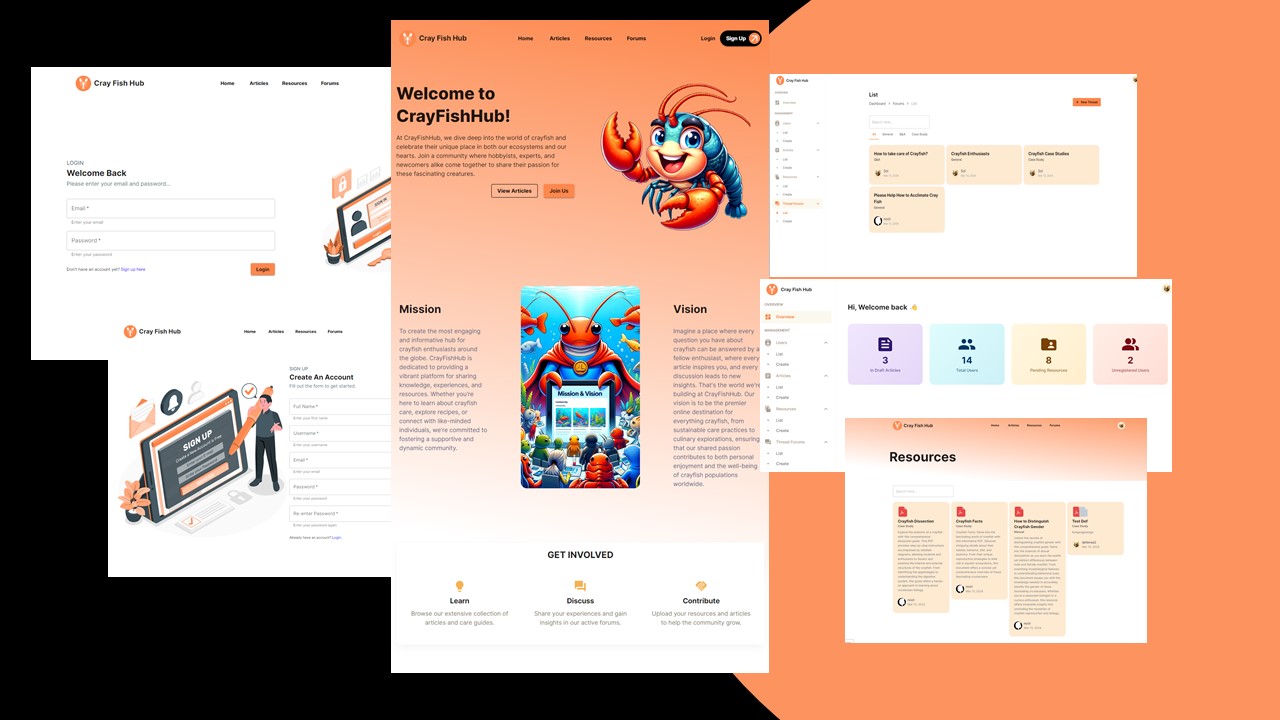 Cray Fish Hub
Home Articles Resources Forums
LOGIN
Welcome Back
Please enter your email and password...
Email *
Enter your email
Password *
Enter your password
Don't have an account yet? Sign up here
Login
SIGN IN
Cray Fish Hub
Home Articles Resources Forums
SIGN UP
Create An Account
Fill out the form to get started.
Full Name *
Enter your first name
Username *
Enter your username
Email *
Enter your email
Password *
Enter your password
Re-enter Password *
Enter your password again
Already have an account? Login
SIGN UP
Cray Fish Hub
Home Articles Resources Forums
Login Sign Up
Welcome to
CrayFishHub!
At CrayFishHub, we dive deep into the world of crayfish and
celebrate their unique place in both our ecosystems and our
hearts. Join a community where hobbyists, experts, and
newcomers alike come together to share their passion for
these fascinating creatures.
View Articles Join Us
Mission
To create the most engaging
and informative hub for
crayfish enthusiasts around
the globe. CrayFishHub is
dedicated to providing a
vibrant platform for sharing
knowledge, experiences, and
resources. Whether you're
here to learn about crayfish
care, explore recipes, or
connect with like-minded
individuals, we're committed to
fostering a supportive and
dynamic community.
Mission & Vision
Vision
Imagine a place where every
question you have about
crayfish can be answered by a
fellow enthusiast, where every
article inspires you, and every
discussion leads to new
insights. That's the world we're
building at CrayFishHub. Our
vision is to be the premier
online destination for
everything crayfish, from
sustainable care practices to
culinary explorations, ensuring
that our shared passion
contributes to both personal
enjoyment and the well-being
of crayfish populations
worldwide.
GET INVOLVED
Learn
Browse our extensive collection of
articles and care guides.
Discuss
Share your experiences and gain
insights in our active forums.
Contribute
Upload your resources and articles
to help the community grow.
Cray Fish Hub
OVERVIEW
Overview
MANAGEMENT
Users
List
Create
Articles
List
Create
Resources
List
Create
Thread Forums
List
Create
List
Dashboard Forums List
Search here...
All General Q&A Case Study
How to take care of Crayfish?
Q&A
Crayfish Enthusiasts
General
Crayfish Case Studies
Case Study
Please Help How to Acclimate Cray
Fish
General
Cray Fish Hub
OVERVIEW
Overview
MANAGEMENT
Users
List
Create
Articles
List
Create
Resources
List
Create
Thread Forums
List
Create
Hi, Welcome back
3
In Draft Articles
14
Total Users
8
Pending Resources
2
Unregistered Users
Cray Fish Hub
Home Articles Resources Forums
Resources
Search here...
Crayfish Dissection
Case Study
Crayfish Facts
Case Study
How to Distinguish
Crayfish Gender
Manual
Test Def
Case Study